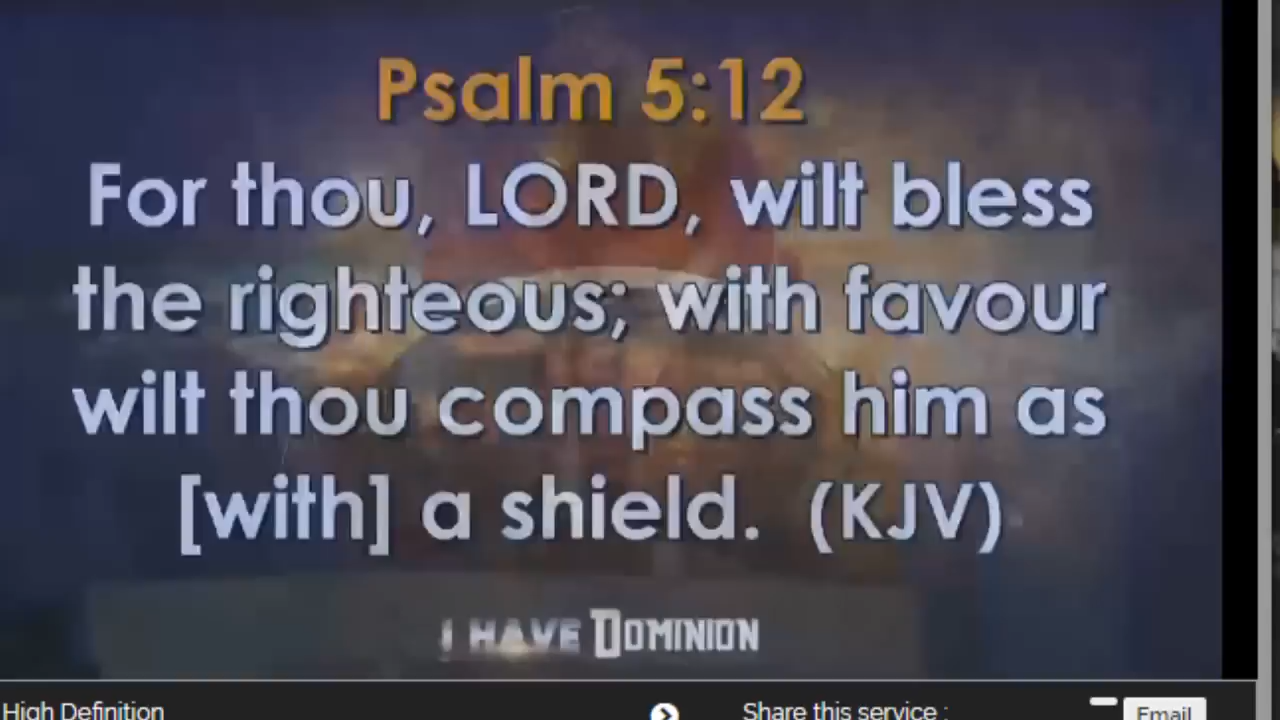 Psalm 5:12
For thou, LORD, wilt bless
the righteous; with favour
wilt thou compass him as
[with] a shield. (KJV)
I HAVE DOMINION
High Definition
Share this service :
Email